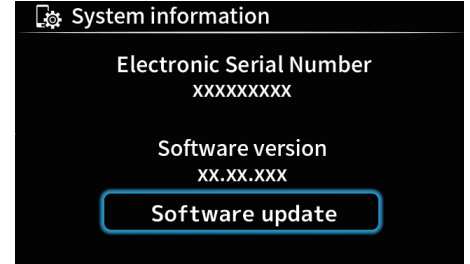 System information
Electronic Serial Number
xxxxxxxxx
Software version
xx.xx.xxx
Software update